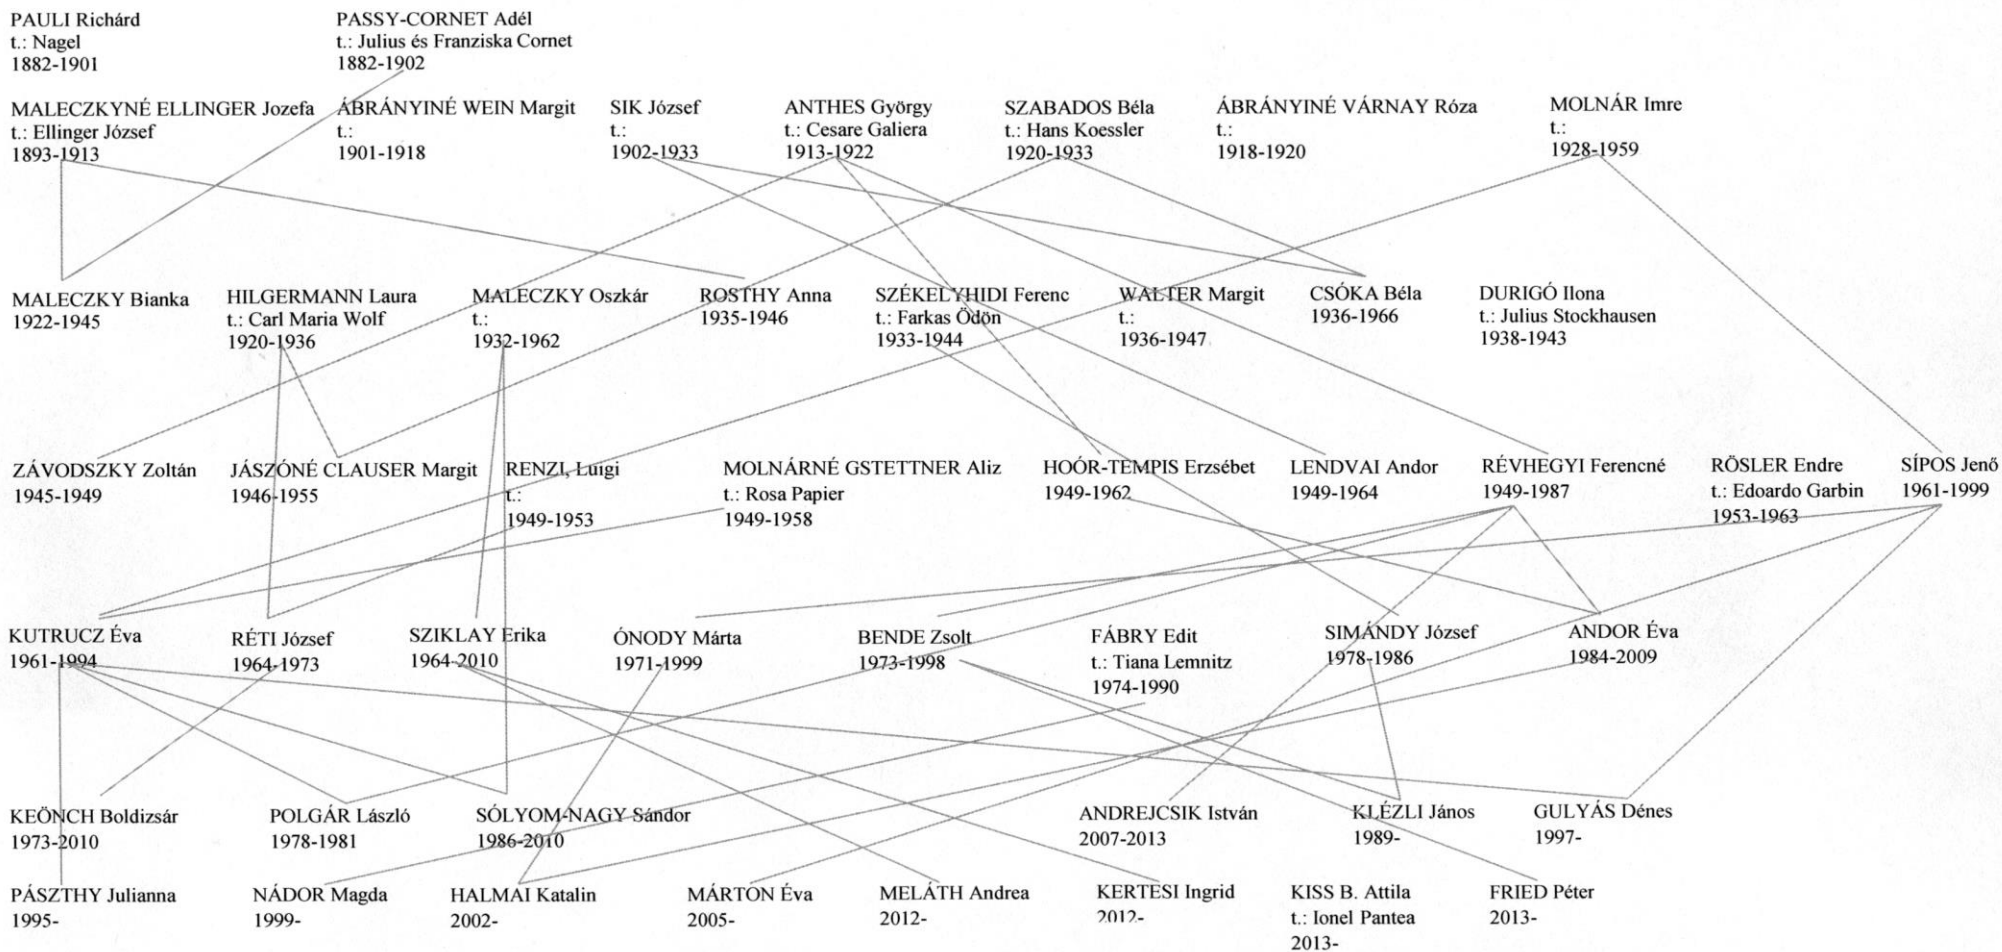 PAULI Richárd
t.: Nagel
1882-1901
PASSY-CORNET Adél
t.: Julius és Franziska Cornet
1882-1902
MALECZKYNÉ ELLINGER Jozefa
t.: Ellinger József
1893-1913
ÁBRÁNYINÉ WEIN Margit
t.:
1901-1918
SIK József
t.:
1902-1933
ANTHES György
t.: Cesare Galiera
1913-1922
SZABADOS Béla
t.: Hans Koessler
1920-1933
ÁBRÁNYINÉ VÁRNAY Róza
t.:
1918-1920
MOLNÁR Imre
t.:
1928-1959
MALECZKY Bianka
1922-1945
HILGERMANN Laura
t.: Carl Maria Wolf
1920-1936
MALECZKY Oszkár
t.:
1932-1962
ROSTHY Anna
1935-1946
SZÉKELYHIDI Ferenc
t.: Farkas Ödön
1933-1944
WALTER Margit
t.:
1936-1947
CSÓKA Béla
1936-1966
DURIGÓ Ilona
t.: Julius Stockhausen
1938-1943
ZÁVODSZKY Zoltán
1945-1949
JÁSZÓNÉ CLAUSER Margit
1946-1955
RENZI, Luigi
t.:
1949-1953
MOLNÁRNÉ GSTETTNER Aliz
t.: Rosa Papier
1949-1958
HOÓR-TEMPIS Erzsébet
1949-1962
LENDVAI Andor
1949-1964
RÉVHEGYI Ferencné
1949-1987
RÖSLER Endre
t.: Edoardo Garbin
1953-1963
SÍPOS Jenő
1961-1999
KUTRUCZ Éva
1961-1994
RÉTI József
1964-1973
SZIKLAY Erika
1964-2010
ÓNODY Márta
1971-1999
BENDE Zsolt
1973-1998
FÁBRY Edit
t.: Tiana Lemnitz
1974-1990
SIMÁNDY József
1978-1986
ANDOR Éva
1984-2009
KEÖNCH Boldizsár
1973-2010
POLGÁR László
1978-1981
SÓLYOM-NAGY Sándor
1986-2010
ANDREJCSIK István
2007-2013
KLÉZLI János
1989-
GULYÁS Dénes
1997-
PÁSZTHY Julianna
1995-
NÁDOR Magda
1999-
HALMAI Katalin
2002-
MÁRTON Éva
2005-
MELÁTH Andrea
2012-
KERTESI Ingrid
2012-
KISS B. Attila
t.: Ionel Pantea
2013-
FRIED Péter
2013-